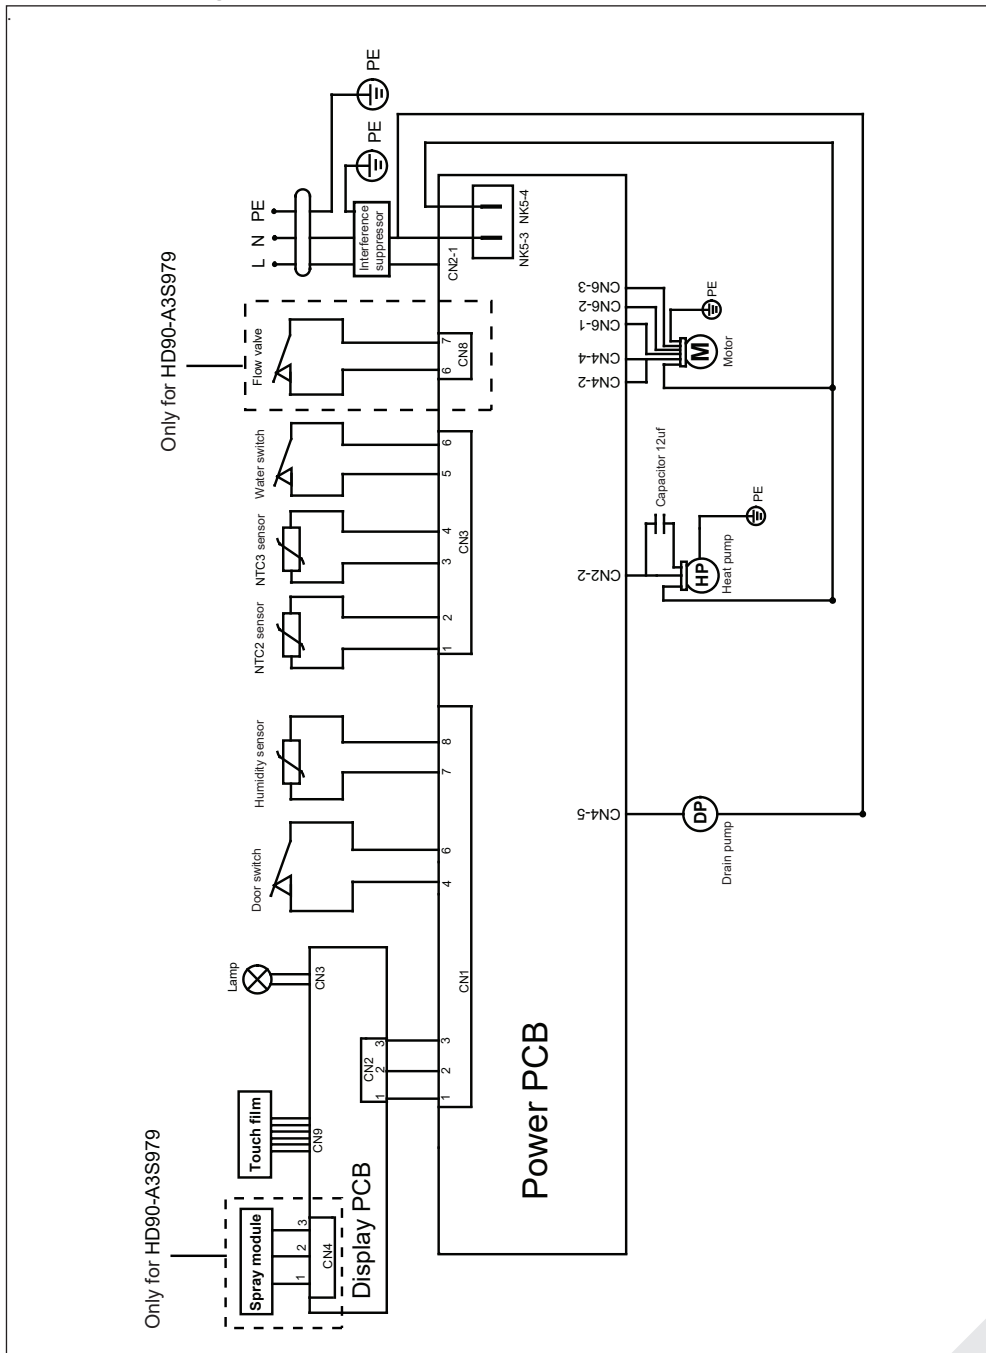 Only for HD90-A3S979
Only for HD90-A3S979
Spray module
1
2
3
CN4
Touch film
CN9
Lamp
CN3
Display PCB
CN2
1
2
3
Door switch
Humidity sensor
NTC2 sensor
NTC3 sensor
Water switch
Flow valve
L
N
PE
Interference
suppressor
PE
PE
1
2
3
4
6
7
8
CN1
1
2
3
4
5
6
CN3
6
7
CN8
CN2-1
NK5-3
NK5-4
Power PCB
CN4-5
CN2-2
CN4-2
CN4-4
CN6-1
CN6-2
CN6-3
DP
Drain pump
Capacitor 12uf
HP
Heat pump
PE
M
Motor
PE